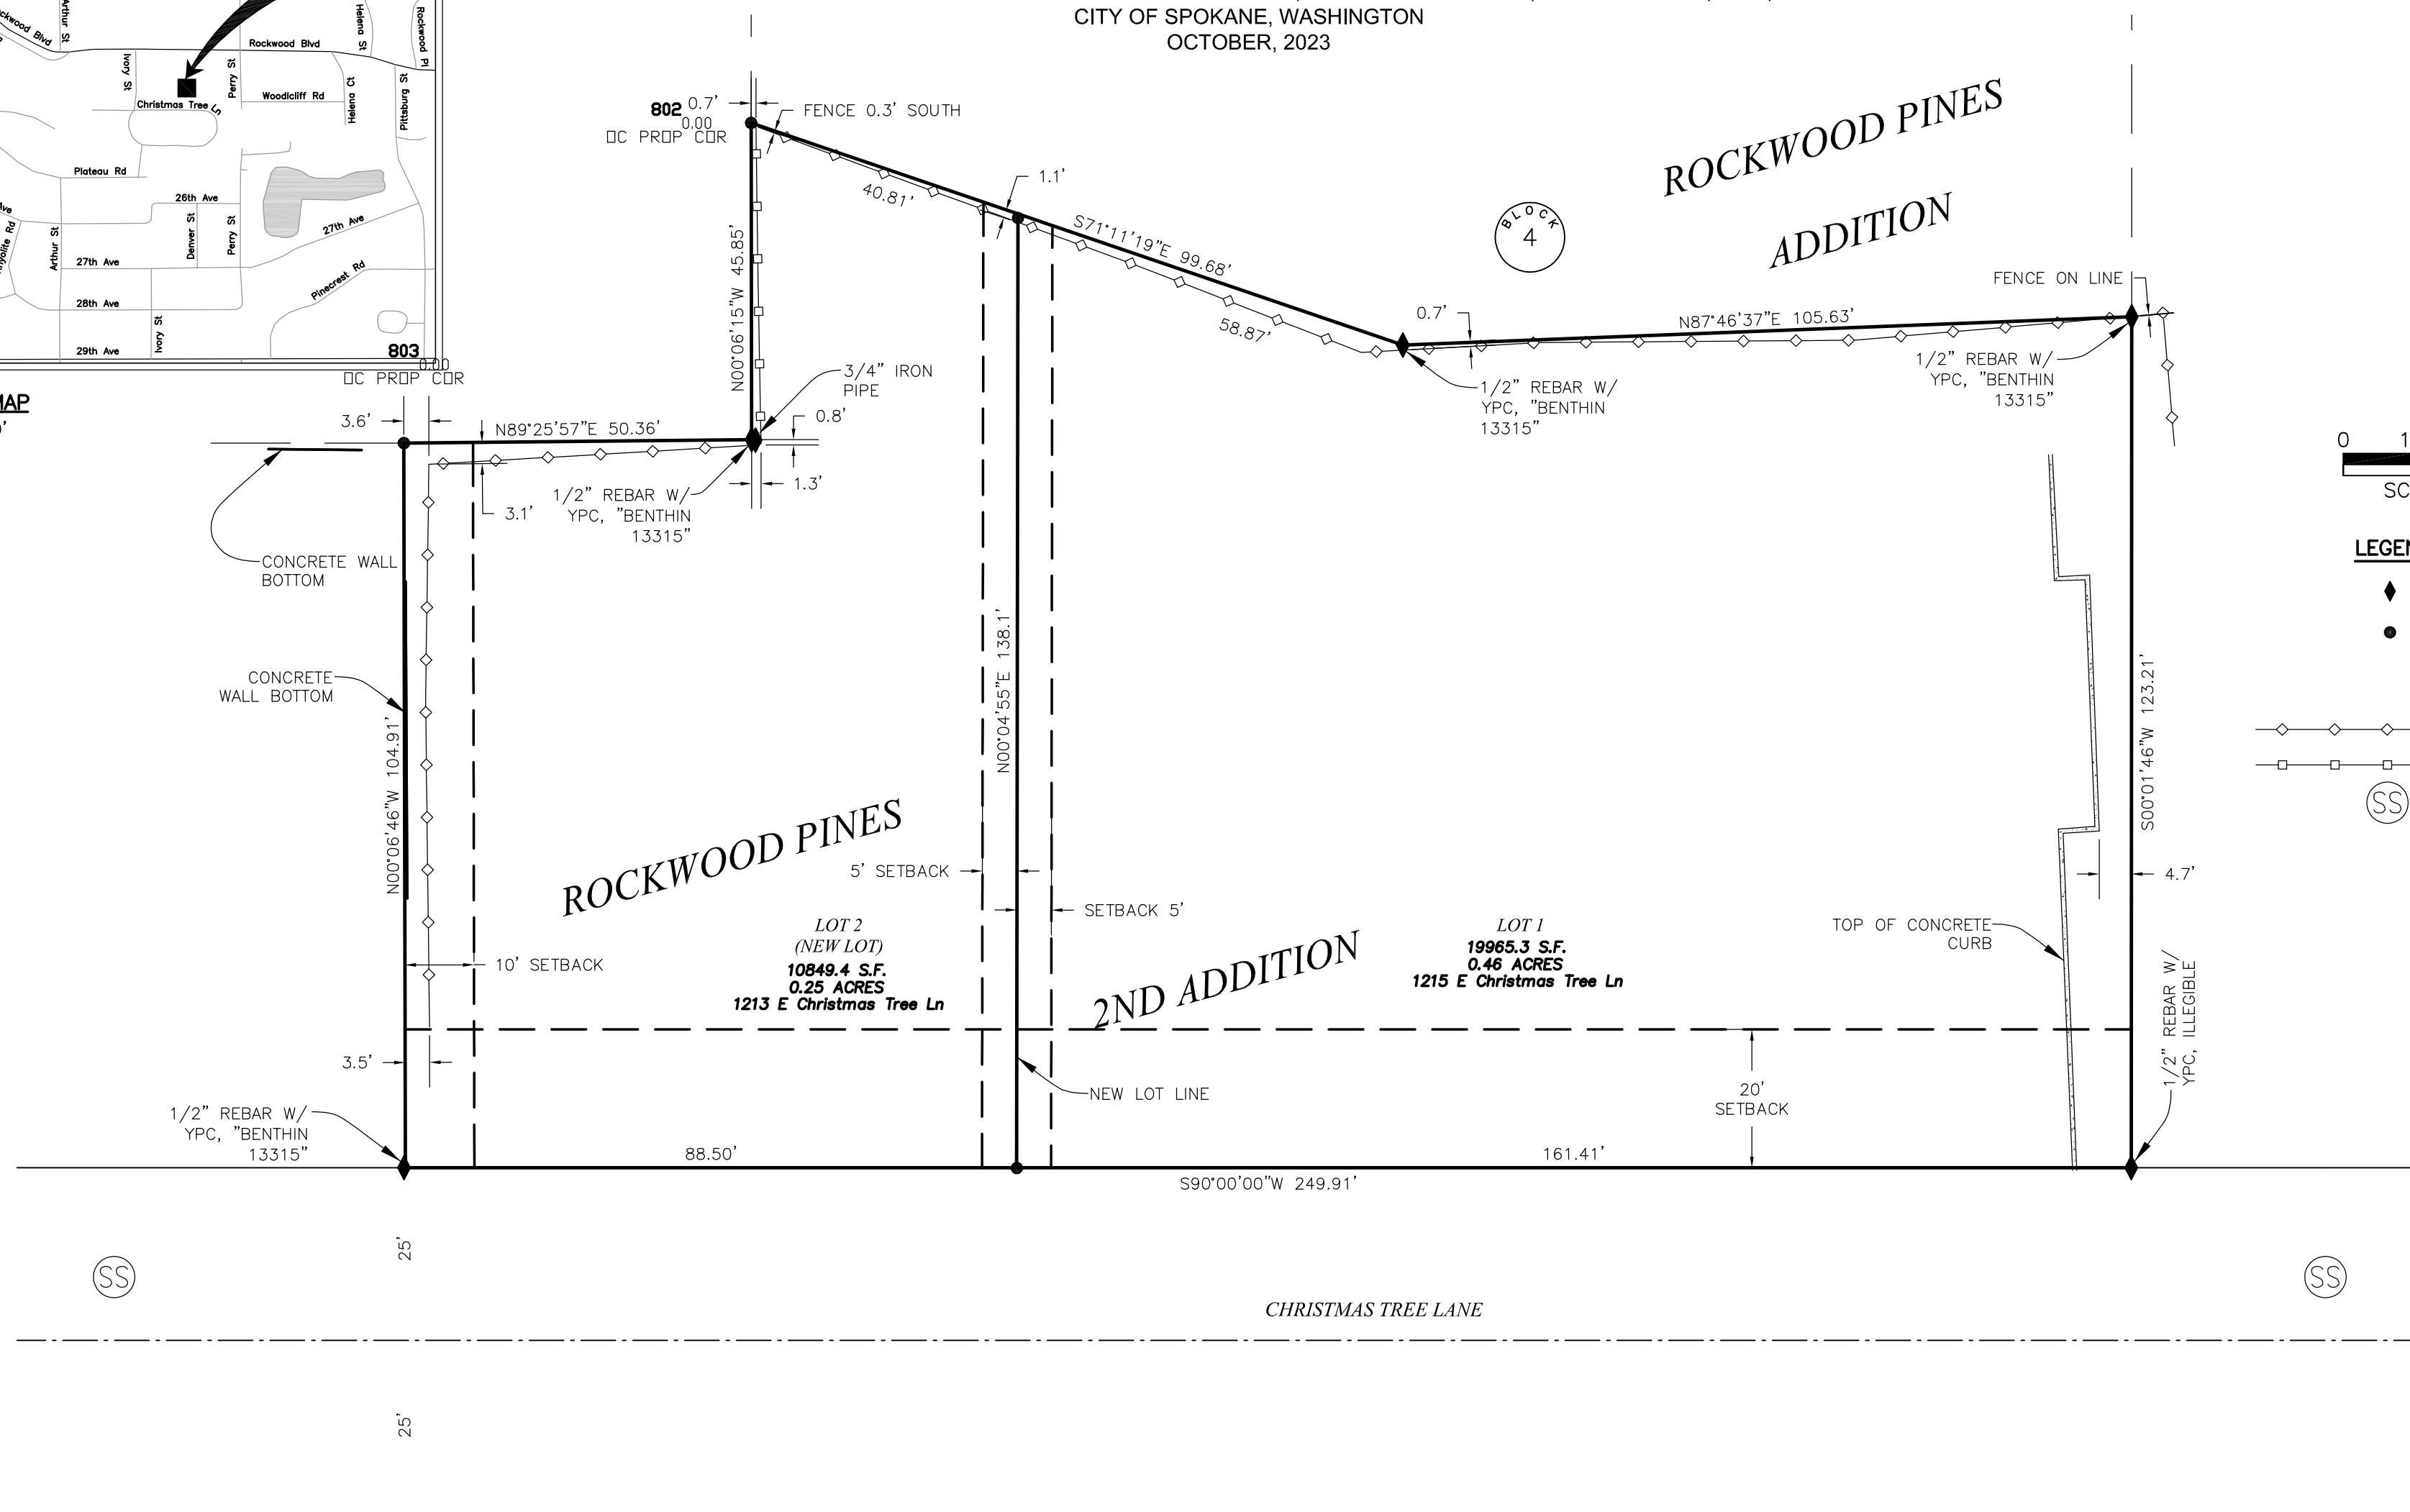 CITY OF SPOKANE, WASHINGTON
OCTOBER, 2023
Arthur St
Rockwood Blvd
Helena St
Rockwood Pl
Ivory St
Perry St
Christmas Tree Ln
Woodlcliff Rd
Helena Ct
Pittsburg St
Plateau Rd
26th Ave
Arthur St
Denver St
Perry St
27th Ave
27th Ave
28th Ave
Pinecrest Rd
Ivory St
29th Ave
803
0.00
PROP
802
0.7'
0.00
PROP
FENCE 0.3' SOUTH
40.81'
1.1'
S71°11'19"E 99.68'
58.87'
BLOCK
4
ROCKWOOD PINES
ADDITION
FENCE ON LINE
0.7'
N87°46'37"E 105.63'
1/2" REBAR W/
YPC, "BENTHIN
13315"
1/2" REBAR W/
YPC, "BENTHIN
13315"
N00°06'15"W 45.85'
3/4" IRON
PIPE
0.8'
3.6'
N89°25'57"E 50.36'
1.3'
3.1'
1/2" REBAR W/
YPC, "BENTHIN
13315"
CONCRETE WALL
BOTTOM
CONCRETE
WALL BOTTOM
N00°06'46"W 104.91'
N00°04'55"E 138.1'
S00°01'46"W 123.21'
0
ROCKWOOD PINES
5' SETBACK
SETBACK 5'
4.7'
LOT 2
(NEW LOT)
10849.4 S.F.
0.25 ACRES
1213 E Christmas Tree Ln
LOT 1
19965.3 S.F.
0.46 ACRES
1215 E Christmas Tree Ln
TOP OF CONCRETE
CURB
10' SETBACK
2ND ADDITION
3.5'
NEW LOT LINE
20'
SETBACK
1/2" REBAR W/
YPC, ILLEGIBLE
1/2" REBAR W/
YPC, "BENTHIN
13315"
88.50'
161.41'
S90°00'00"W 249.91'
25'
SS
SS
SS
CHRISTMAS TREE LANE
25'